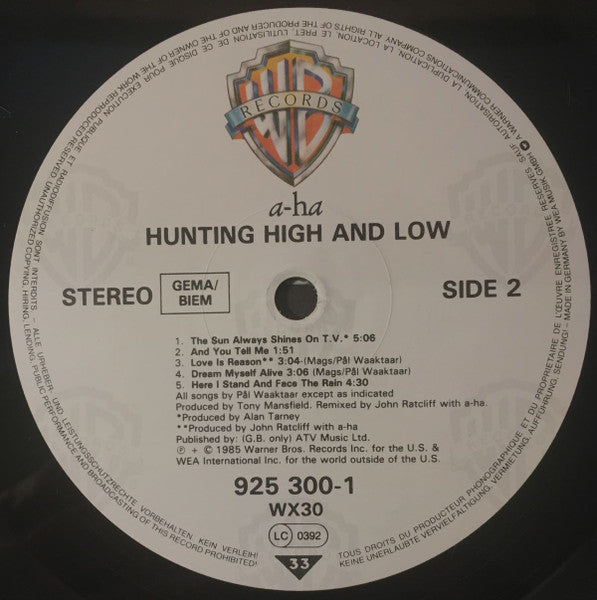 WB
RECORDS
a-ha
HUNTING HIGH AND LOW
STEREO
GEMA/
BIEM
SIDE 2
1. The Sun Always Shines On T.V.* 5:06
2. And You Tell Me 1:51
3. Love Is Reason** 3:04-(Mags/Pål Waaktaar)
4. Dream Myself Alive 3:06 (Mags/Pål Waaktaar)
5. Here I Stand And Face The Rain 4:30
All songs by Pål Waaktaar except as indicated
Produced by Tony Mansfield. Remixed by John Ratcliff with a-ha.
*Produced by Alan Tarney
**Produced by John Ratcliff with a-ha
Published by: (G.B. only) ATV Music Ltd.
℗ + © 1985 Warner Bros. Records Inc. for the U.S. &
WEA International Inc. for the world outside of the U.S.
925 300-1
WX30
LC 0392
33
TOUS DROITS DU PRODUCTEUR PHONOGRAPHIQUE ET DU PROPRIETAIRE DE L'ŒUVRE ENREGISTREE RESERVES SAUF AUTORISATION, LA DUPLICATION, LA LOCATION, LE PRET, L'UTILISATION DE CE DISQUE POUR EXECUTION PUBLIQUE ET RADIODIFFUSION SONT INTERDITS - ALLE URHEBER- UND LEISTUNGSSCHUTZRECHTE VORBEHALTEN. KEIN VERLEIH!
KEINE UNERLAUBTE VERVIELFÄLTIGUNG, VERMIETUNG, AUFFÜHRUNG, SENDUNG! - MADE IN GERMANY BY WEA MUSIK GMBH A WARNER COMMUNICATIONS COMPANY. ALL RIGHTS OF THE PRODUCER AND OF THE OWNER OF THE WORK REPRODUCED RESERVED. UNAUTHORIZED COPYING, HIRING, LENDING, PUBLIC PERFORMANCE AND BROADCASTING OF THIS RECORD PROHIBITED!